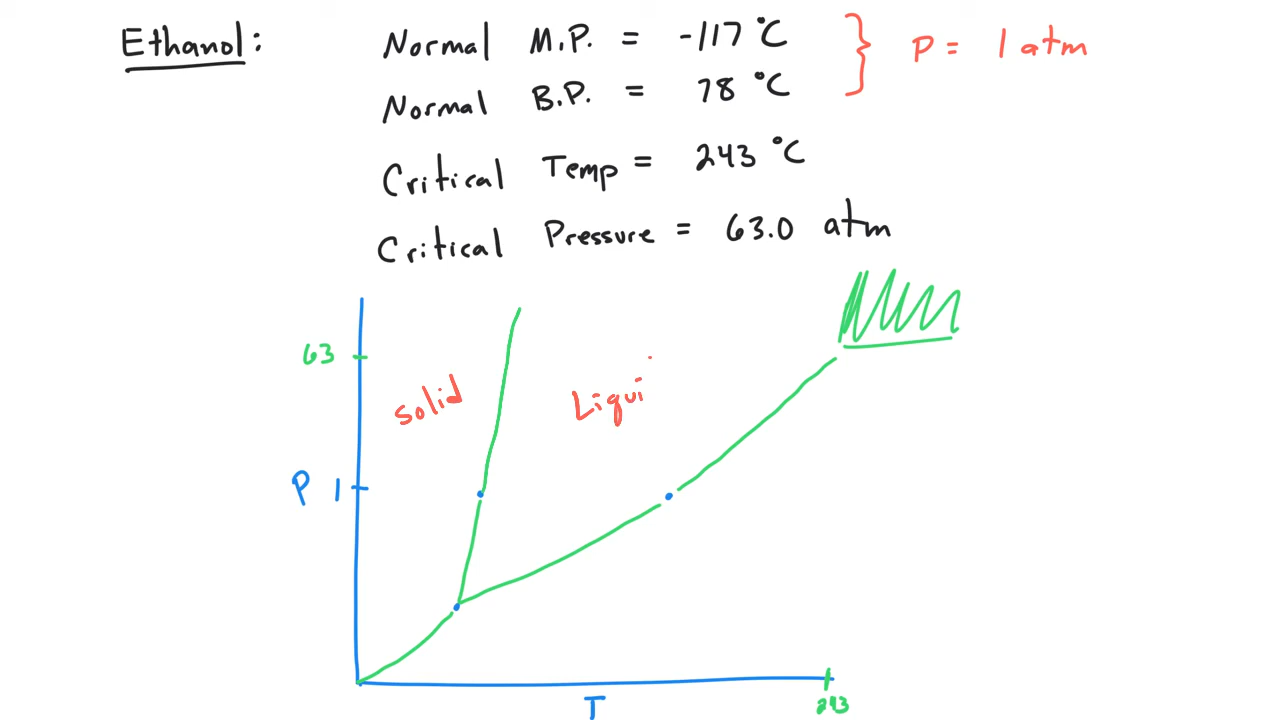 Ethanol: Normal M.P. = -117 °C P = 1 atm
Normal B.P. = 78 °C
Critical Temp = 243 °C
Critical Pressure = 63.0 atm
63
Solid Liqui
P 1
T 243